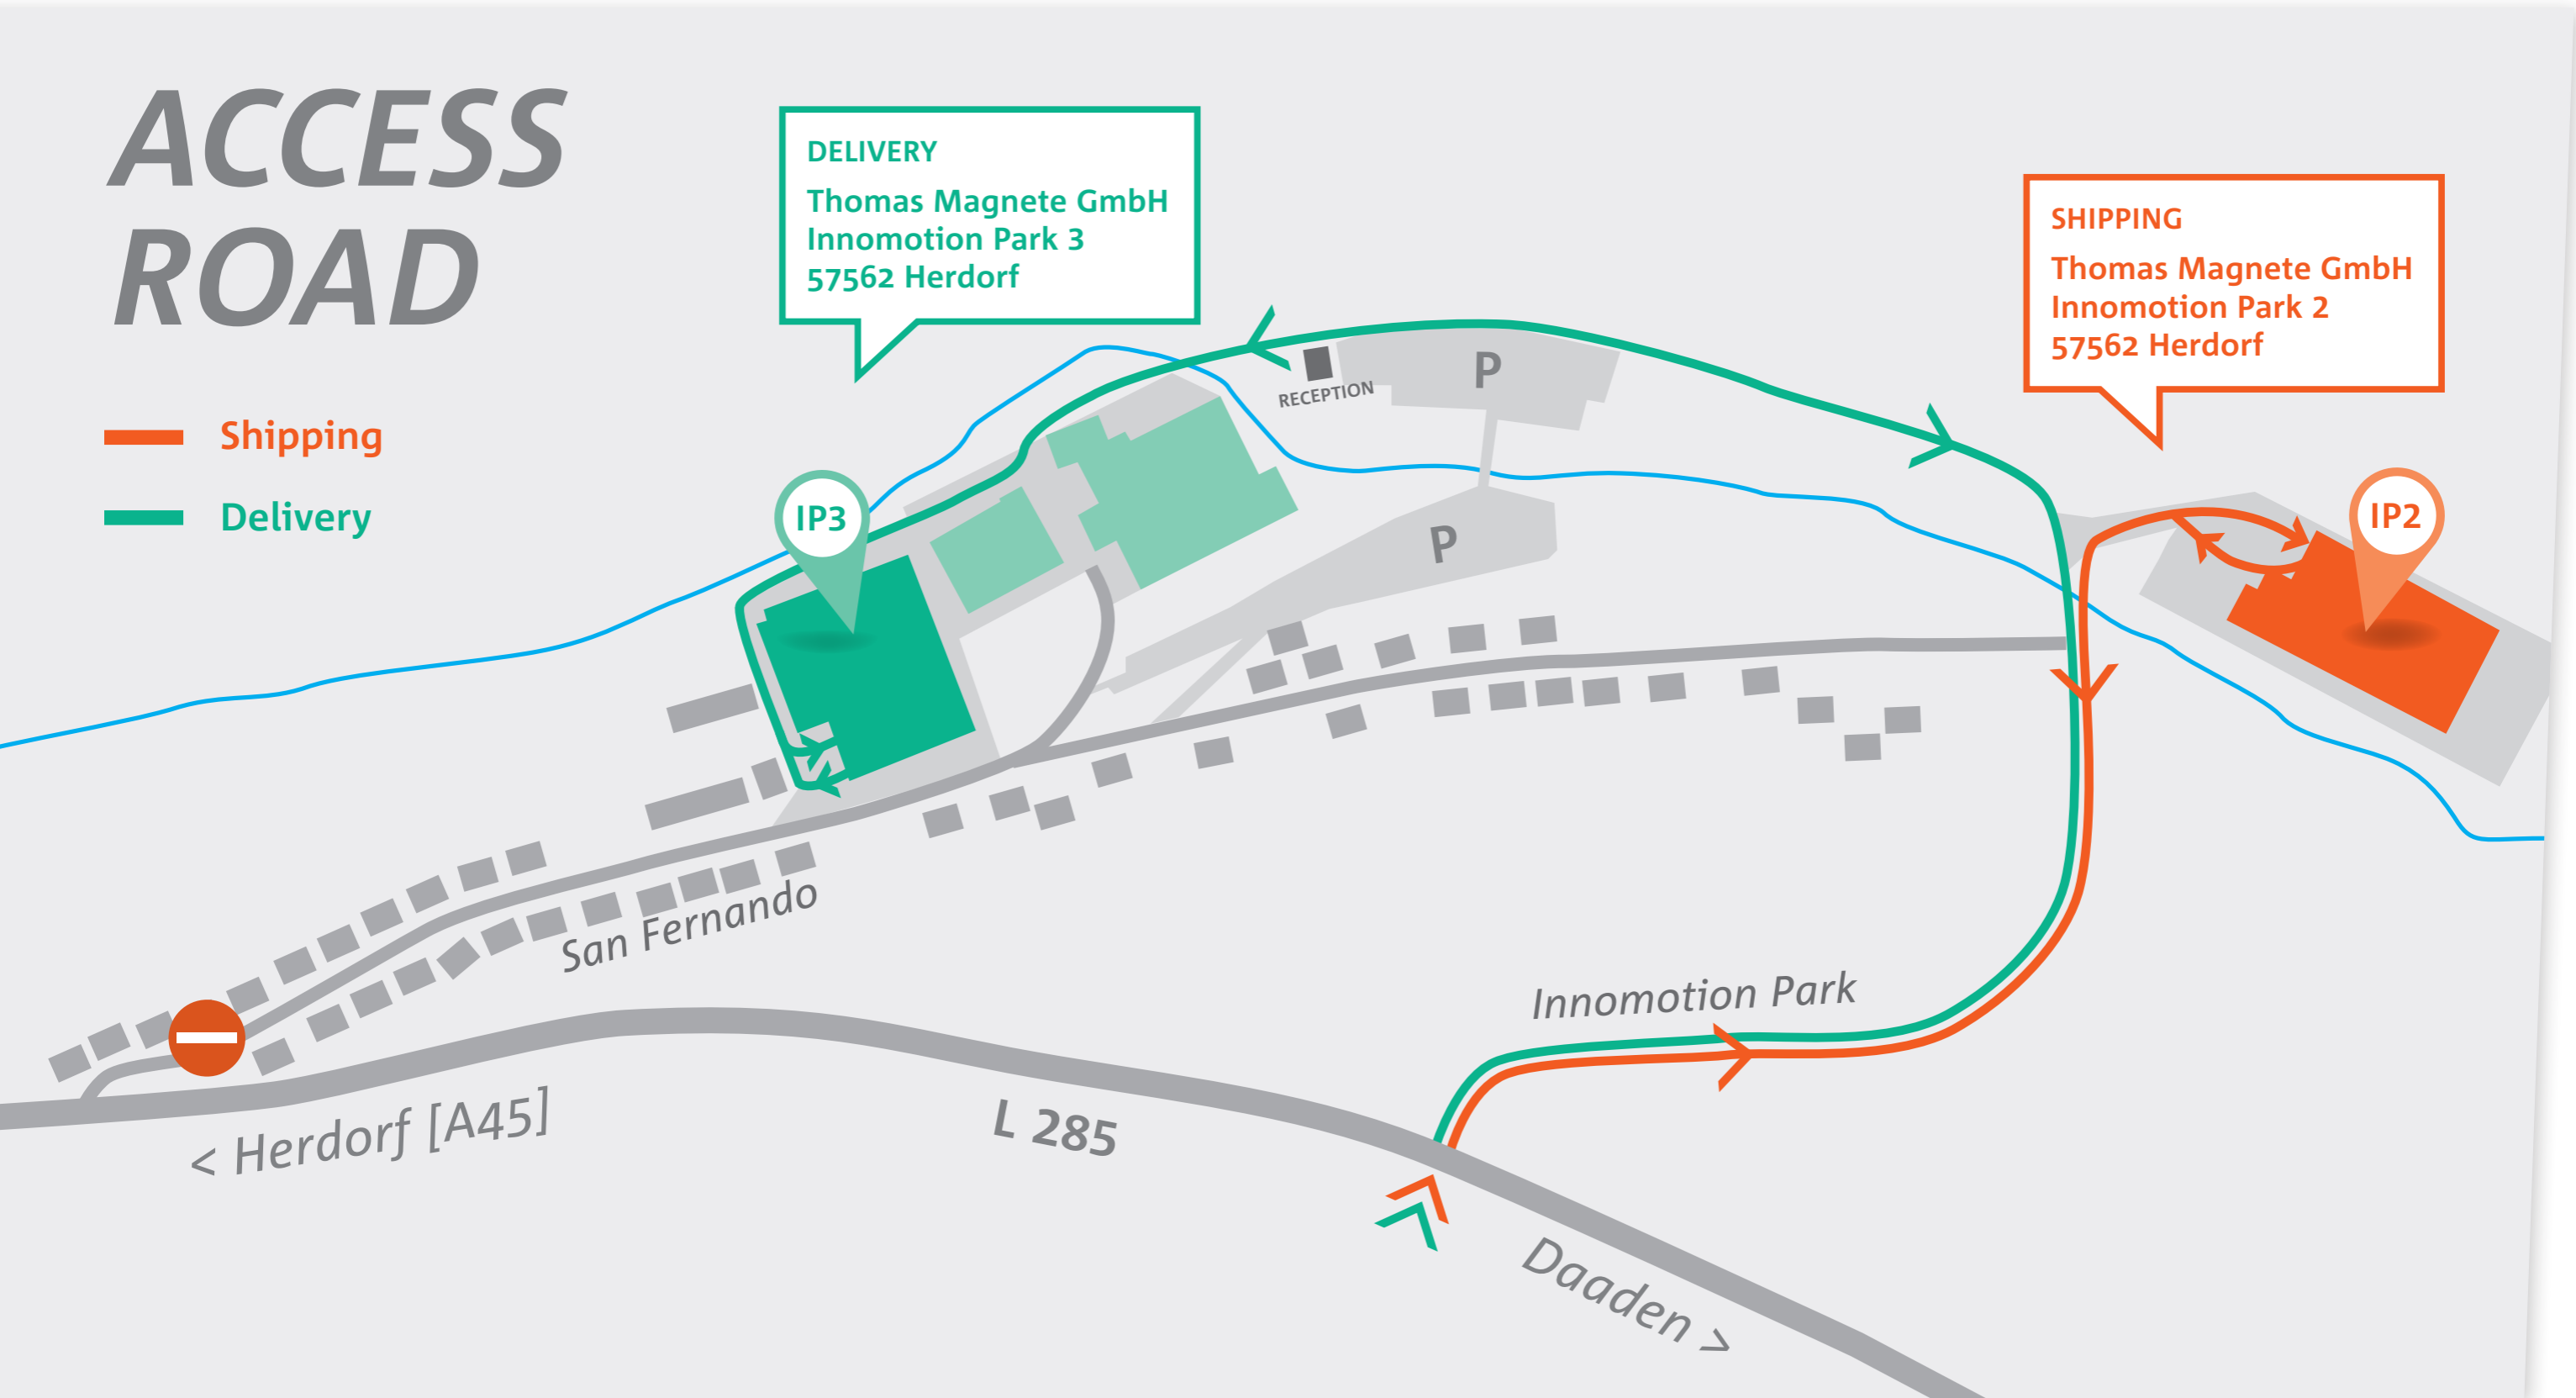 ACCESS
ROAD
Shipping
Delivery
DELIVERY
Thomas Magnete GmbH
Innomotion Park 3
57562 Herdorf
SHIPPING
Thomas Magnete GmbH
Innomotion Park 2
57562 Herdorf
RECEPTION
P
P
IP3
IP2
San Fernando
Innomotion Park
< Herdorf [A45]
L 285
Daaden >